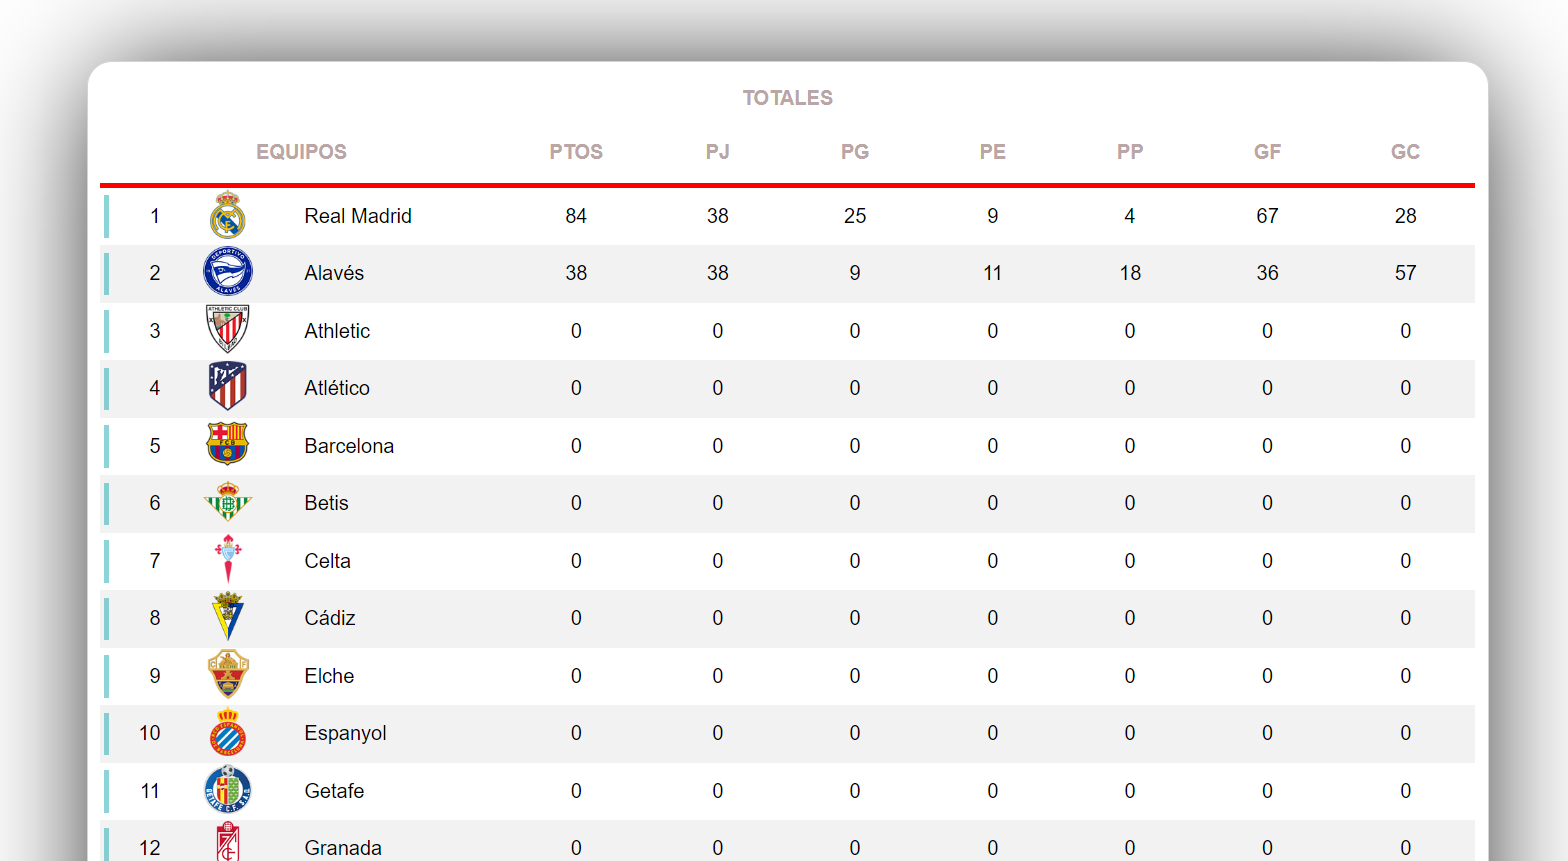 TOTALES
EQUIPOS PTOS PJ PG PE PP GF GC
1 Real Madrid 84 38 25 9 4 67 28
DEPORTIVO
ALAVÉS
2 Alavés 38 38 9 11 18 36 57
ATHLETIC CLUB
3 Athletic 0 0 0 0 0 0 0
4 Atlético 0 0 0 0 0 0 0
FCB
5 Barcelona 0 0 0 0 0 0 0
6 Betis 0 0 0 0 0 0 0
7 Celta 0 0 0 0 0 0 0
8 Cádiz 0 0 0 0 0 0 0
C F
9 Elche 0 0 0 0 0 0 0
10 Espanyol 0 0 0 0 0 0 0
11 Getafe 0 0 0 0 0 0 0
GETAFE C.F. S.A.D.
12 Granada 0 0 0 0 0 0 0